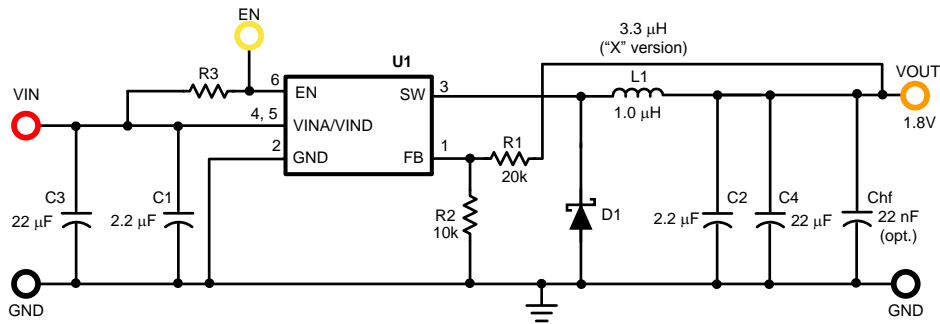 EN
3.3 µH
("X" version)
U1
R3
VIN
6
EN
SW
3
L1
VOUT
4, 5
VINA/VIND
1.0 µH
1.8V
2
GND
FB
1
R1
20k
C3
22 µF
C1
2.2 µF
R2
10k
D1
C2
2.2 µF
C4
22 µF
Chf
22 nF
(opt.)
GND
GND